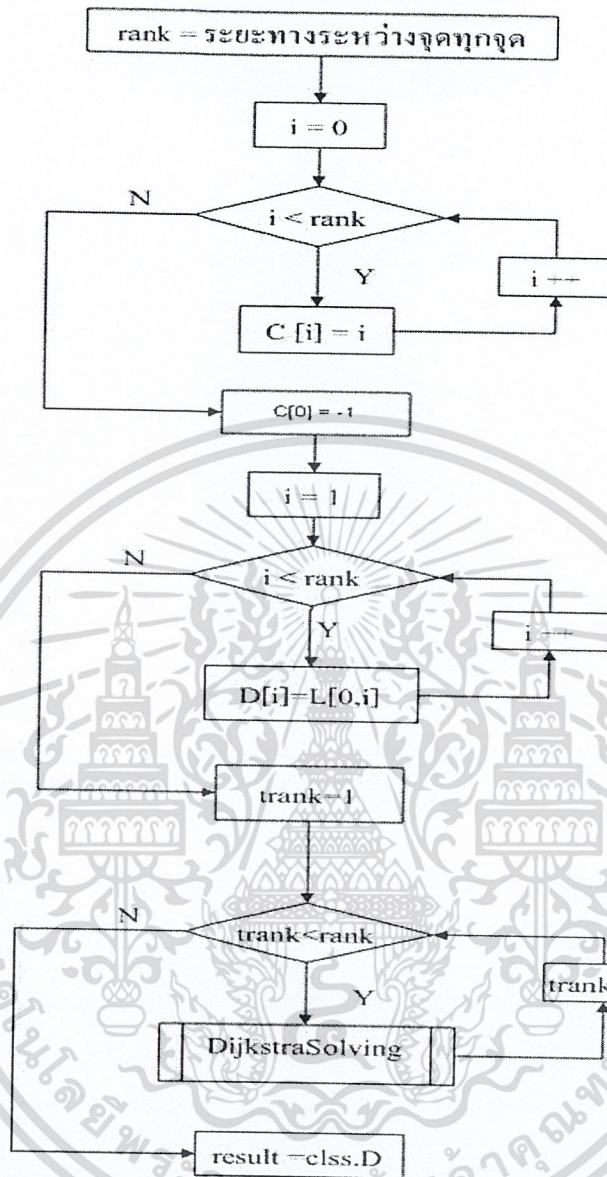 rank = ระยะทางระหว่างจุดทุกจุด
i = 0
N
i < rank
Y
i ++
C [i] = i
C[0] = -1
i = 1
N
i < rank
Y
i ++
D[i]=L[0,i]
trank=1
N
trank<rank
Y
trank
DijkstraSolving
result =clss.D